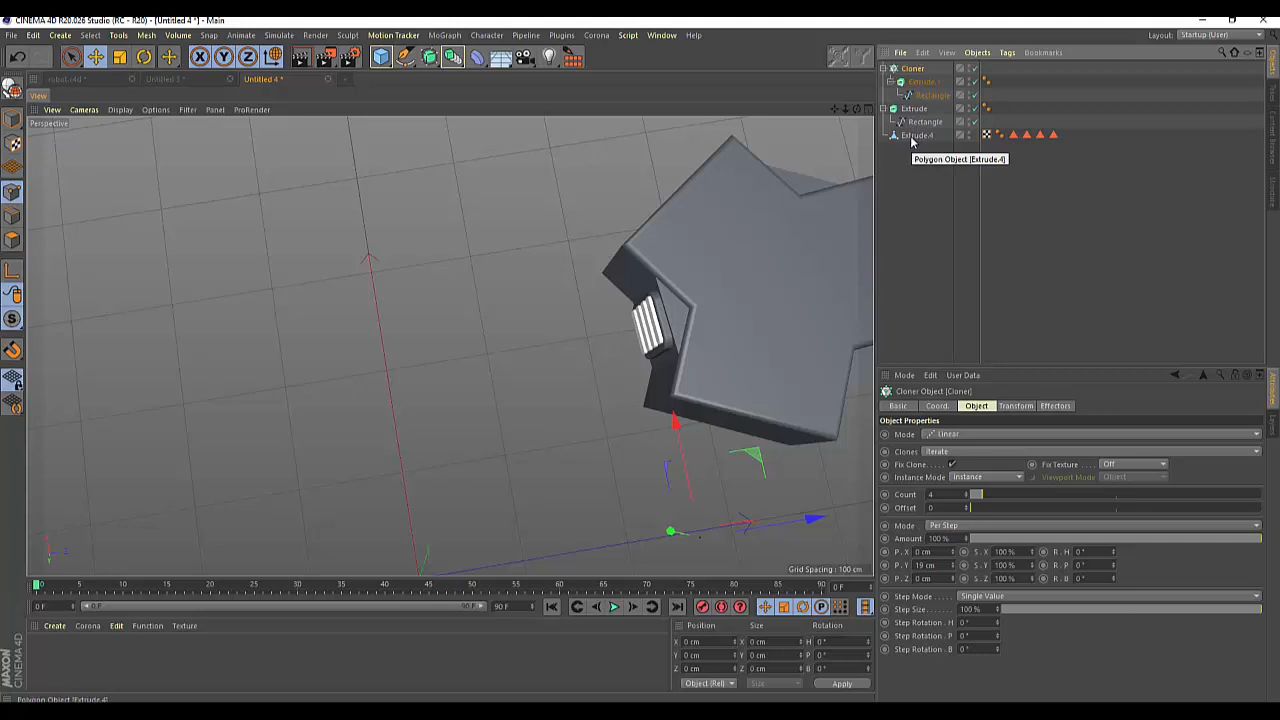 CINEMA 4D R20.026 Studio (RC - R20) - [Untitled 4 *] - Main
File Edit Create Select Tools Mesh Volume Snap Animate Simulate Render Sculpt Motion Tracker MoGraph Character Pipeline Plugins Corona Script Window Help Layout: Startup (User)
File Edit View Objects Tags Bookmarks
robot.c4d * Untitled 3 * Untitled 4 *
View
View Cameras Display Options Filter Panel ProRender
Perspective
Cloner
Rectangle
Extrude
Rectangle
Extrude.4
Polygon Object [Extrude.4]
Grid Spacing : 100 cm
Mode Edit User Data
Cloner Object [Cloner]
Basic Coord. Object Transform Effectors
Object Properties
Mode Linear
Clones Iterate
Fix Clone Fix Texture Off
Instance Mode Instance Viewport Mode Object
Count 4
Offset 0
Mode Per Step
Amount 100 %
P . X 0 cm S . X 100 % R . H 0 °
P . Y 19 cm S . Y 100 % R . P 0 °
P . Z 0 cm S . Z 100 % R . B 0 °
Step Mode Single Value
Step Size 100 %
Step Rotation . H 0 °
Step Rotation . P 0 °
Step Rotation . B 0 °
0 5 10 15 20 25 30 35 40 45 50 55 60 65 70 75 80 85 90 0 F
0 F 0 F 90 F 90 F
Create Corona Edit Function Texture
Position Size Rotation
X 0 cm X 0 cm H 0 °
Y 0 cm Y 0 cm P 0 °
Z 0 cm Z 0 cm B 0 °
Object (Rel) Size Apply
MAXON CINEMA 4D
Polygon Object [Extrude.4]